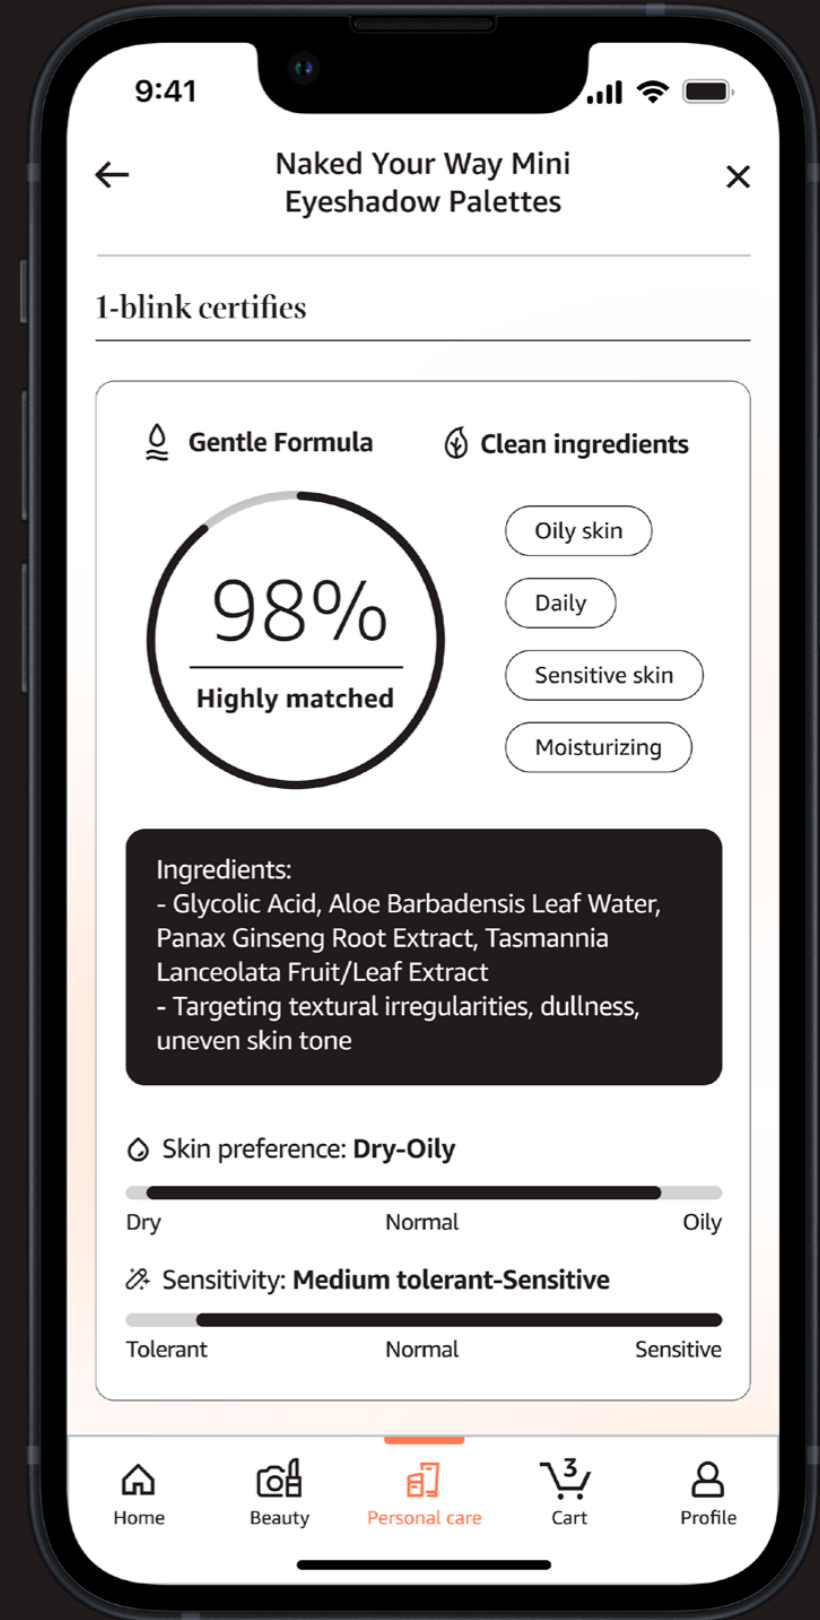 9:41
Naked Your Way Mini
Eyeshadow Palettes
1-blink certifies
Gentle Formula
Clean ingredients
98%
Highly matched
Oily skin
Daily
Sensitive skin
Moisturizing
Ingredients:
- Glycolic Acid, Aloe Barbadensis Leaf Water,
Panax Ginseng Root Extract, Tasmannia
Lanceolata Fruit/Leaf Extract
- Targeting textural irregularities, dullness,
uneven skin tone
Skin preference: Dry-Oily
Dry Normal Oily
Sensitivity: Medium tolerant-Sensitive
Tolerant Normal Sensitive
3
Home Beauty Personal care Cart Profile